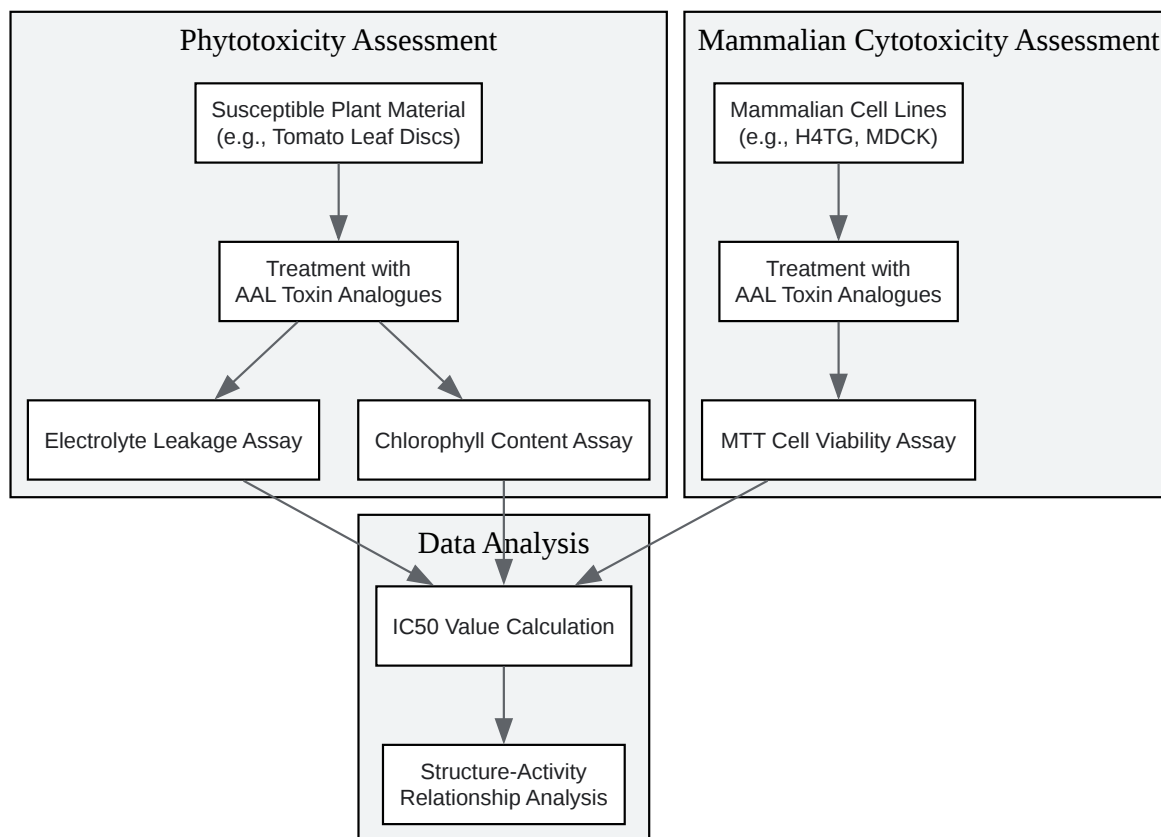 Phytotoxicity Assessment
Susceptible Plant Material
(e.g., Tomato Leaf Discs)
Treatment with
AAL Toxin Analogues
Electrolyte Leakage Assay
Chlorophyll Content Assay
Mammalian Cytotoxicity Assessment
Mammalian Cell Lines
(e.g., H4TG, MDCK)
Treatment with
AAL Toxin Analogues
MTT Cell Viability Assay
Data Analysis
IC50 Value Calculation
Structure-Activity
Relationship Analysis